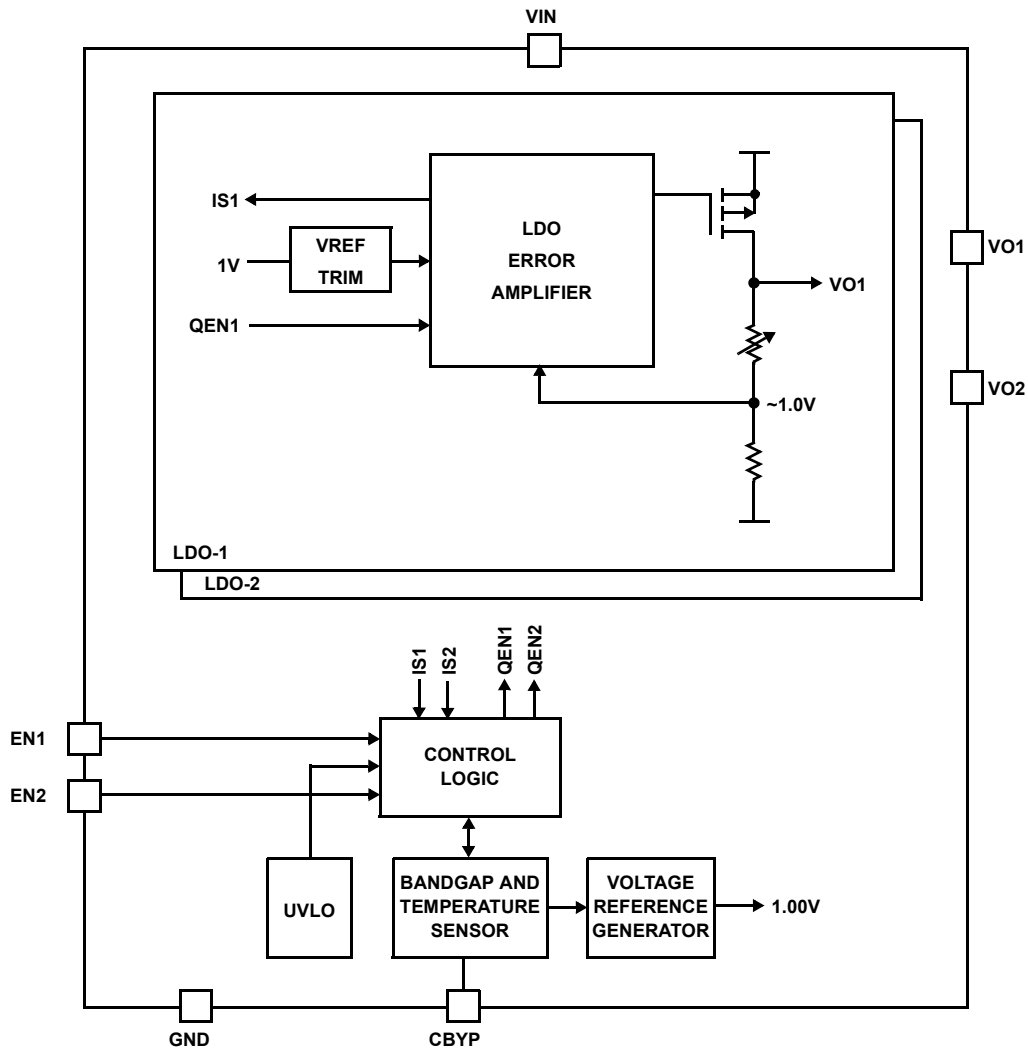 VIN
IS1
VREF
TRIM
1V
QEN1
LDO
ERROR
AMPLIFIER
VO1
~1.0V
VO1
VO2
LDO-1
LDO-2
IS1
IS2
QEN1
QEN2
EN1
EN2
CONTROL
LOGIC
UVLO
BANDGAP AND
TEMPERATURE
SENSOR
VOLTAGE
REFERENCE
GENERATOR
1.00V
GND
CBYP